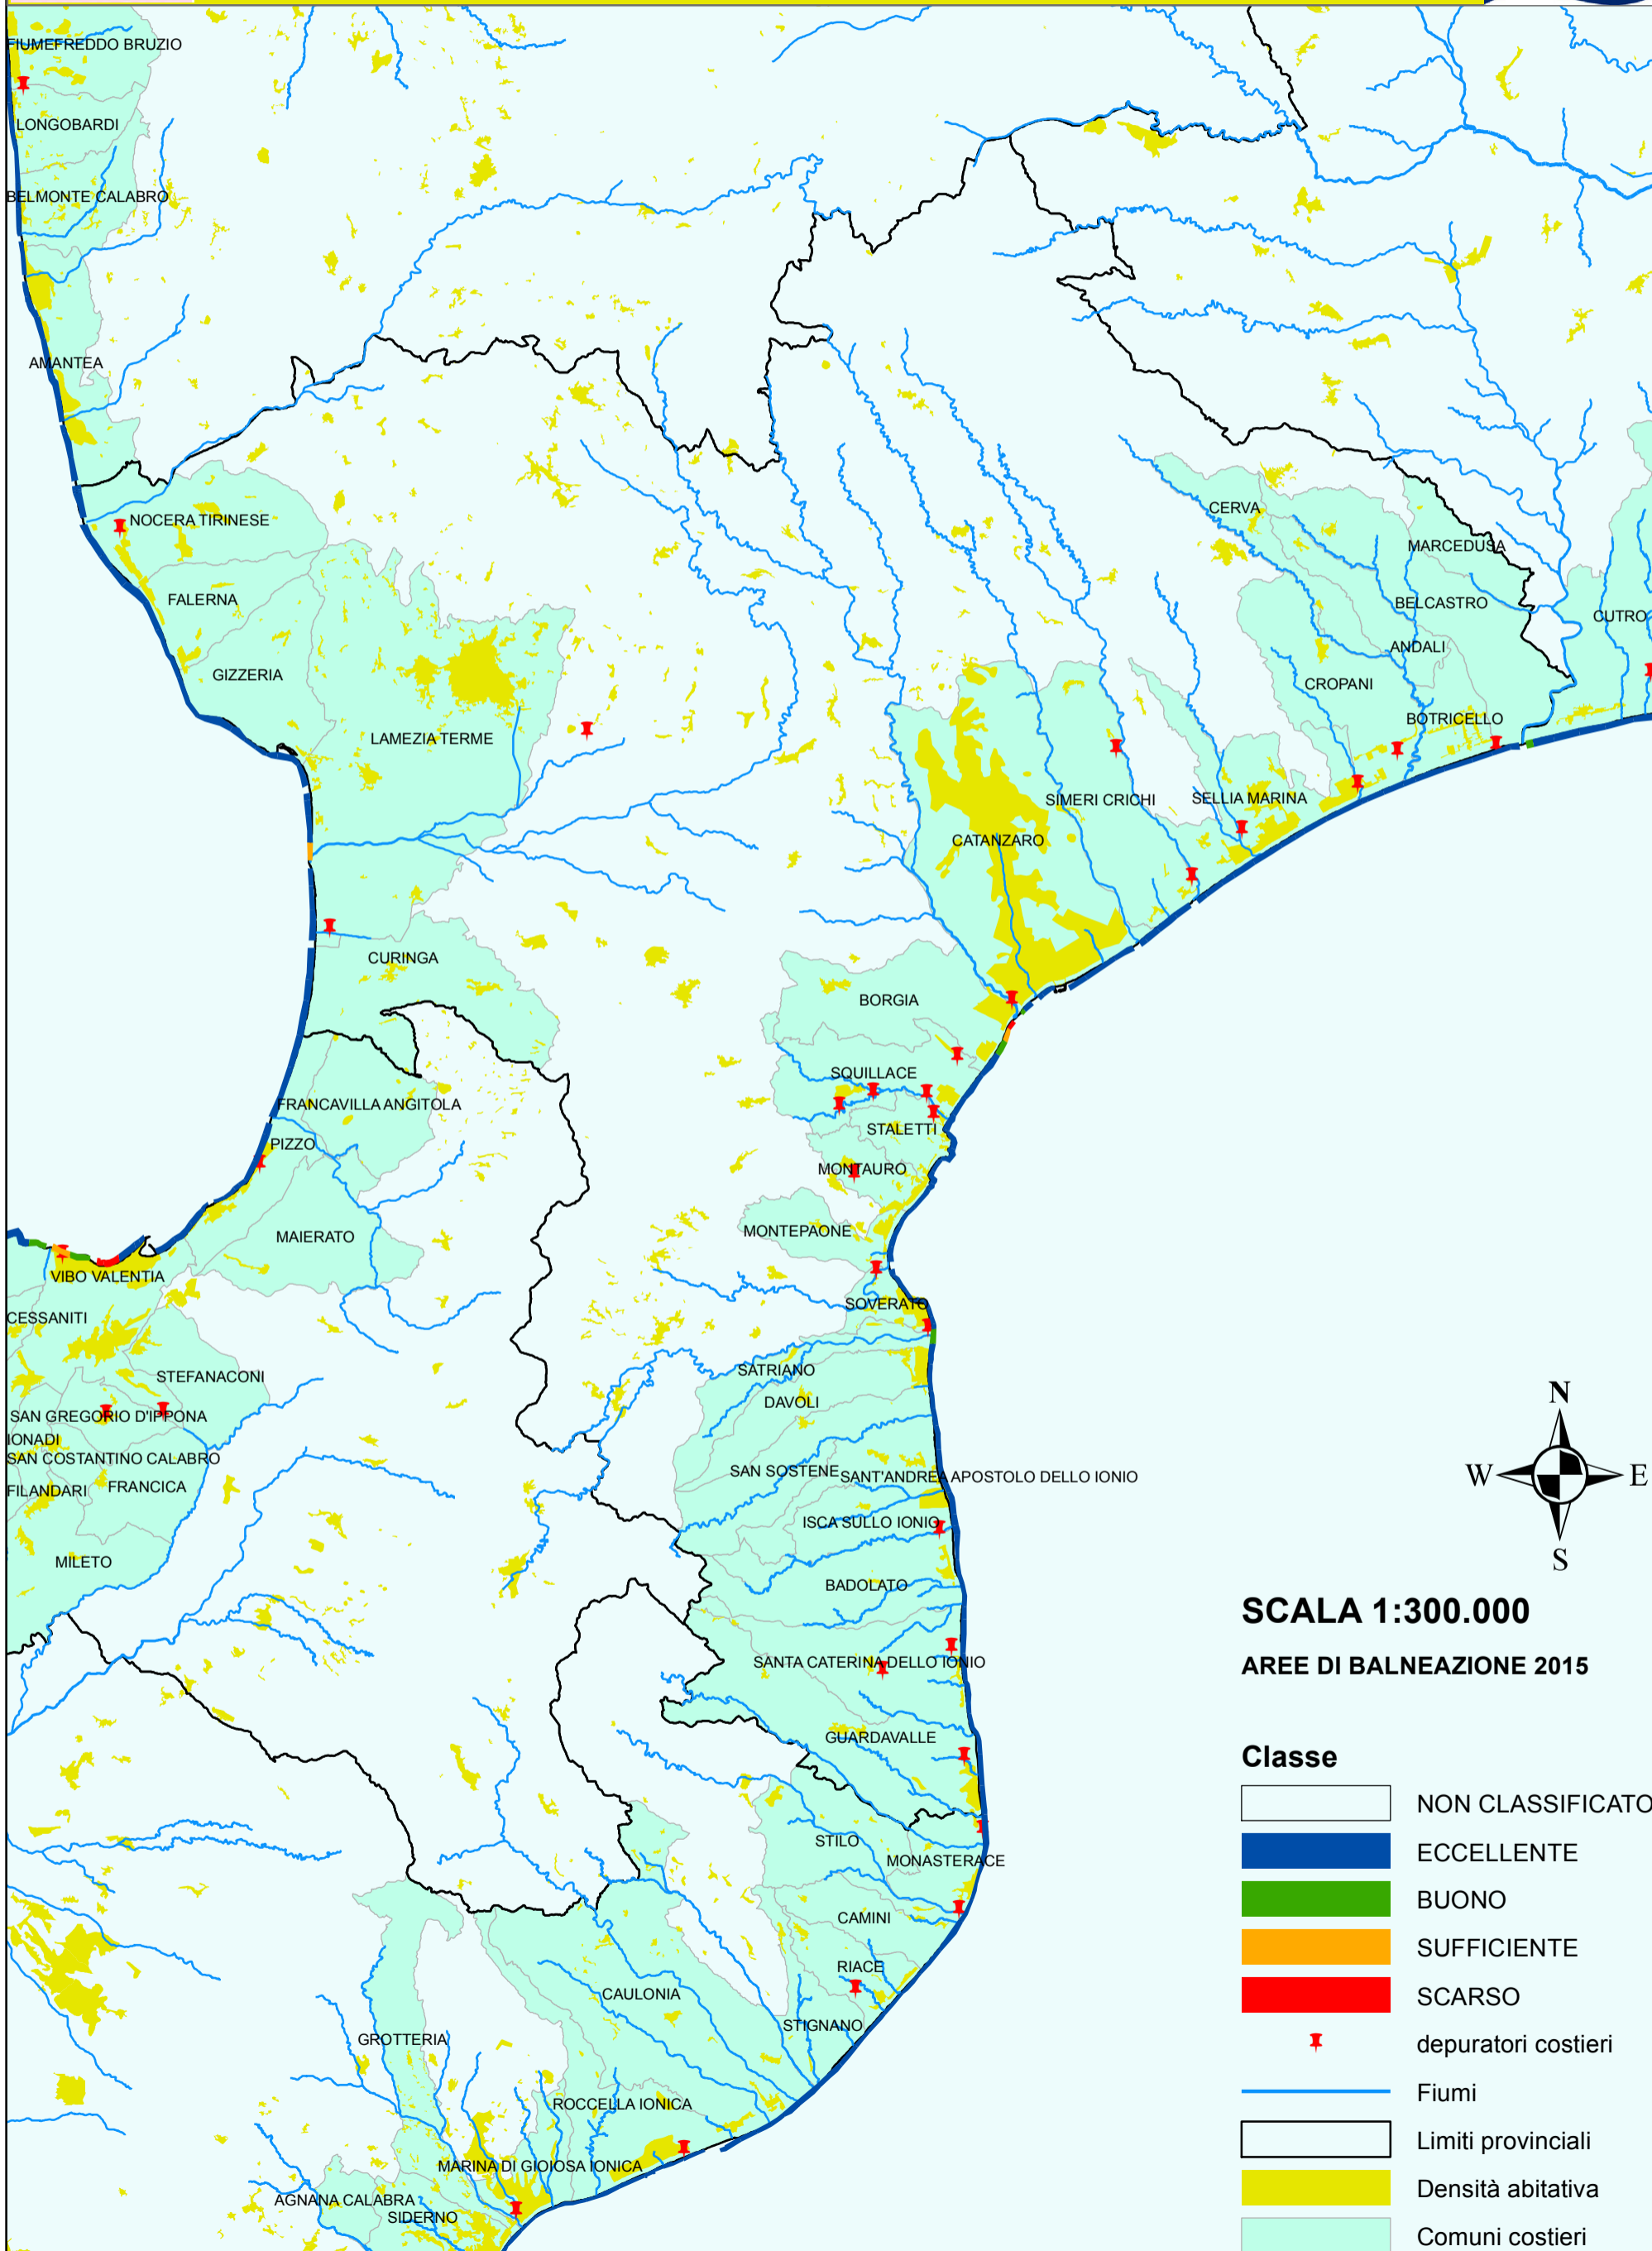 FIUMEFREDDO BRUZIO
LONGOBARDI
BELMONTE CALABRO
AMANTEA
NOCERA TIRINESE
FALERNA
GIZZERIA
LAMEZIA TERME
CURINGA
FRANCAVILLA ANGITOLA
PIZZO
MAIERATO
VIBO VALENTIA
CESSANITI
STEFANACONI
SAN GREGORIO D'IPPONA
IONADI
SAN COSTANTINO CALABRO
FILANDARI
FRANCICA
MILETO
CERVA
MARCEDUSA
BELCASTRO
CUTRO
ANDALI
CROPANI
BOTRICELLO
SIMERI CRICHI
SELLIA MARINA
CATANZARO
BORGIA
SQUILLACE
STALETTI
MONTAURO
MONTEPAONE
SOVERATO
SATRIANO
DAVOLI
SAN SOSTENE
SANT'ANDREA APOSTOLO DELLO IONIO
ISCA SULLO IONIO
BADOLATO
SANTA CATERINA DELLO IONIO
GUARDAVALLE
STILO
MONASTERACE
CAMINI
RIACE
CAULONIA
STIGNANO
GROTTERIA
ROCCELLA IONICA
MARINA DI GIOIOSA IONICA
AGNANA CALABRA
SIDERNO
N
W
E
S
SCALA 1:300.000
AREE DI BALNEAZIONE 2015
Classe
NON CLASSIFICATO
ECCELLENTE
BUONO
SUFFICIENTE
SCARSO
depuratori costieri
Fiumi
Limiti provinciali
Densità abitativa
Comuni costieri